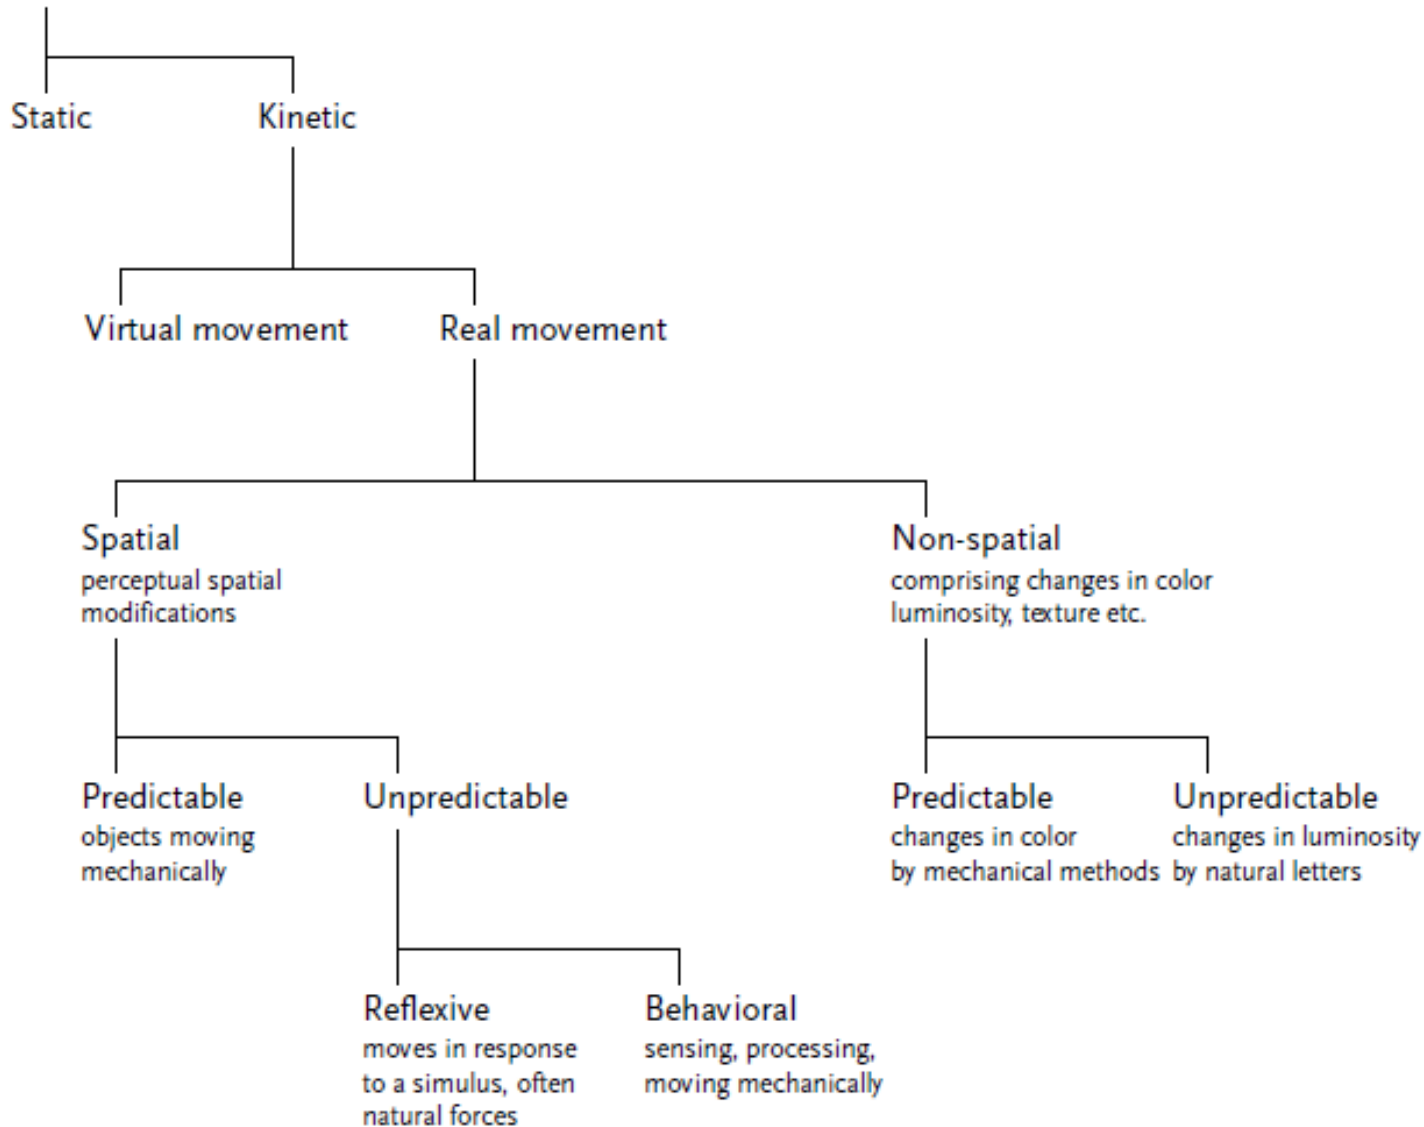 Static
Kinetic
Virtual movement
Real movement
Spatial
perceptual spatial
modifications
Non-spatial
comprising changes in color
luminosity, texture etc.
Predictable
objects moving
mechanically
Unpredictable
Predictable
changes in color
by mechanical methods
Unpredictable
changes in luminosity
by natural letters
Reflexive
moves in response
to a simulus, often
natural forces
Behavioral
sensing, processing,
moving mechanically